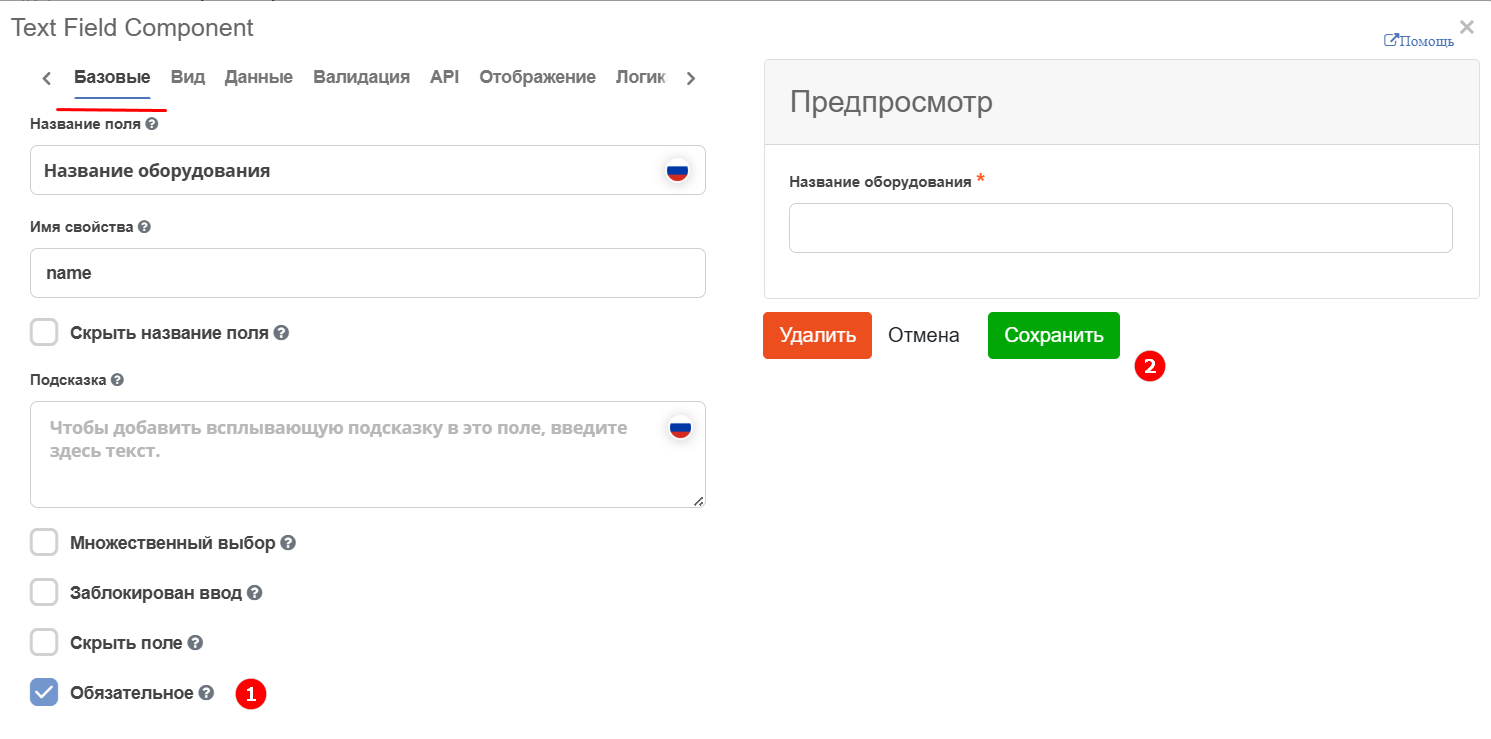 Text Field Component
Помощь
Базовые Вид Данные Валидация API Отображение Логик
Название поля
Название оборудования
Имя свойства
name
Скрыть название поля
Подсказка
Чтобы добавить всплывающую подсказку в это поле, введите
здесь текст.
Множественный выбор
Заблокирован ввод
Скрыть поле
Обязательное 1
Предпросмотр
Название оборудования *
Удалить Отмена Сохранить
2